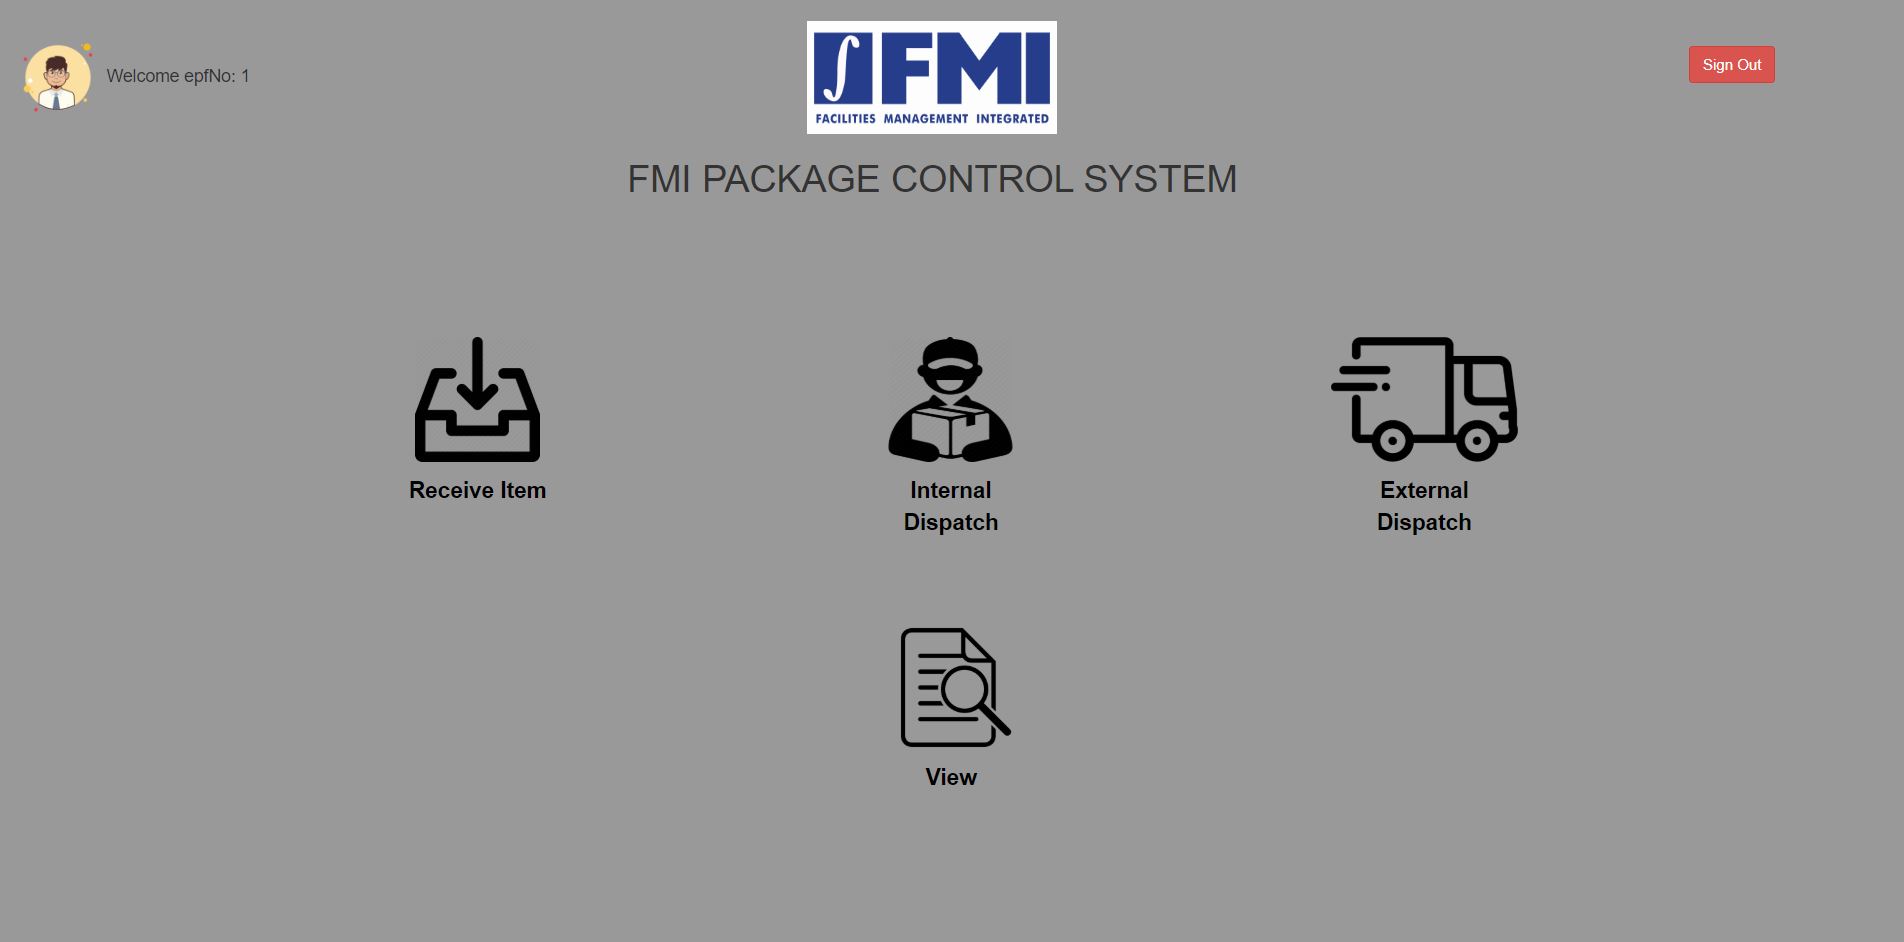 Welcome epfNo: 1
FMI
FACILITIES MANAGEMENT INTEGRATED
Sign Out
FMI PACKAGE CONTROL SYSTEM
Receive Item
Internal
Dispatch
External
Dispatch
View